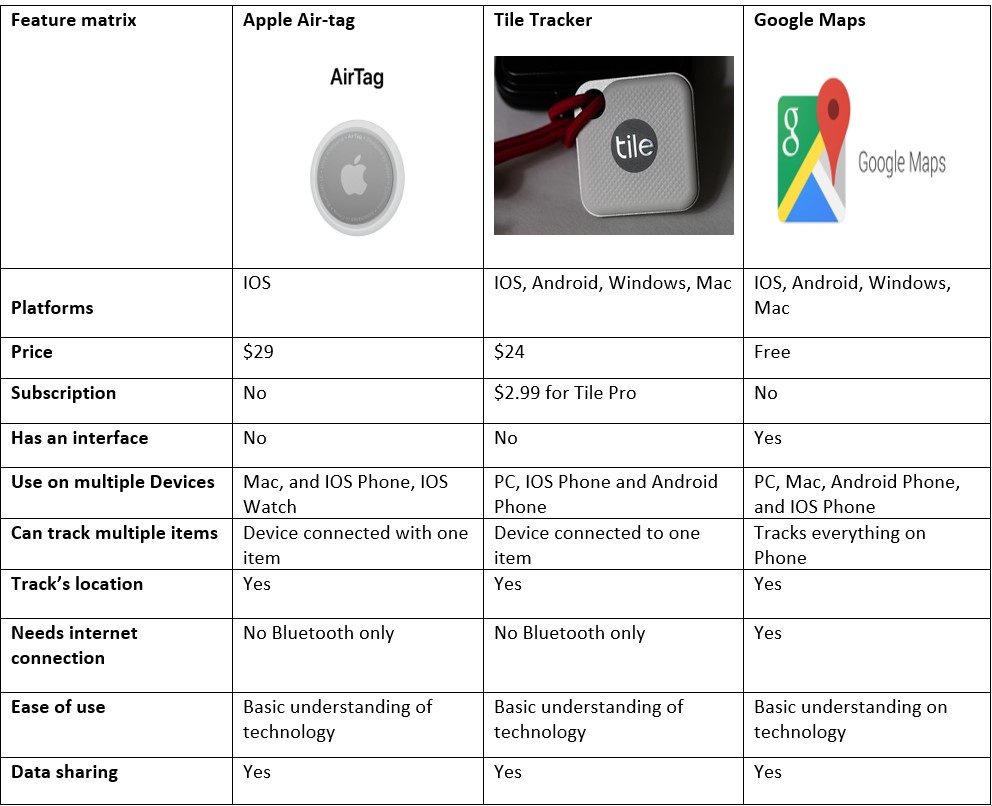 Feature matrix
Apple Air-tag
AirTag
Tile Tracker
tile
Google Maps
g
Google Maps
Platforms
IOS
IOS, Android, Windows, Mac
IOS, Android, Windows,
Mac
Price
$29
$24
Free
Subscription
No
$2.99 for Tile Pro
No
Has an interface
No
No
Yes
Use on multiple Devices
Mac, and IOS Phone, IOS
Watch
PC, IOS Phone and Android
Phone
PC, Mac, Android Phone,
and IOS Phone
Can track multiple items
Device connected with one
item
Device connected to one
item
Tracks everything on
Phone
Track’s location
Yes
Yes
Yes
Needs internet
connection
No Bluetooth only
No Bluetooth only
Yes
Ease of use
Basic understanding of
technology
Basic understanding of
technology
Basic understanding on
technology
Data sharing
Yes
Yes
Yes